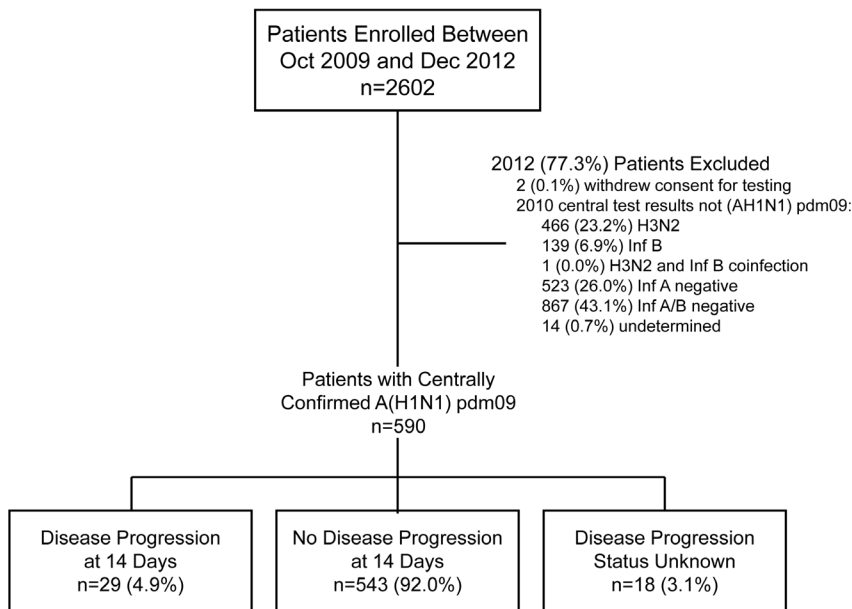 Patients Enrolled Between
Oct 2009 and Dec 2012
n=2602
2012 (77.3%) Patients Excluded
2 (0.1%) withdrew consent for testing
2010 central test results not (AH1N1) pdm09:
466 (23.2%) H3N2
139 (6.9%) Inf B
1 (0.0%) H3N2 and Inf B coinfection
523 (26.0%) Inf A negative
867 (43.1%) Inf A/B negative
14 (0.7%) undetermined
Patients with Centrally
Confirmed A(H1N1) pdm09
n=590
Disease Progression
at 14 Days
n=29 (4.9%)
No Disease Progression
at 14 Days
n=543 (92.0%)
Disease Progression
Status Unknown
n=18 (3.1%)